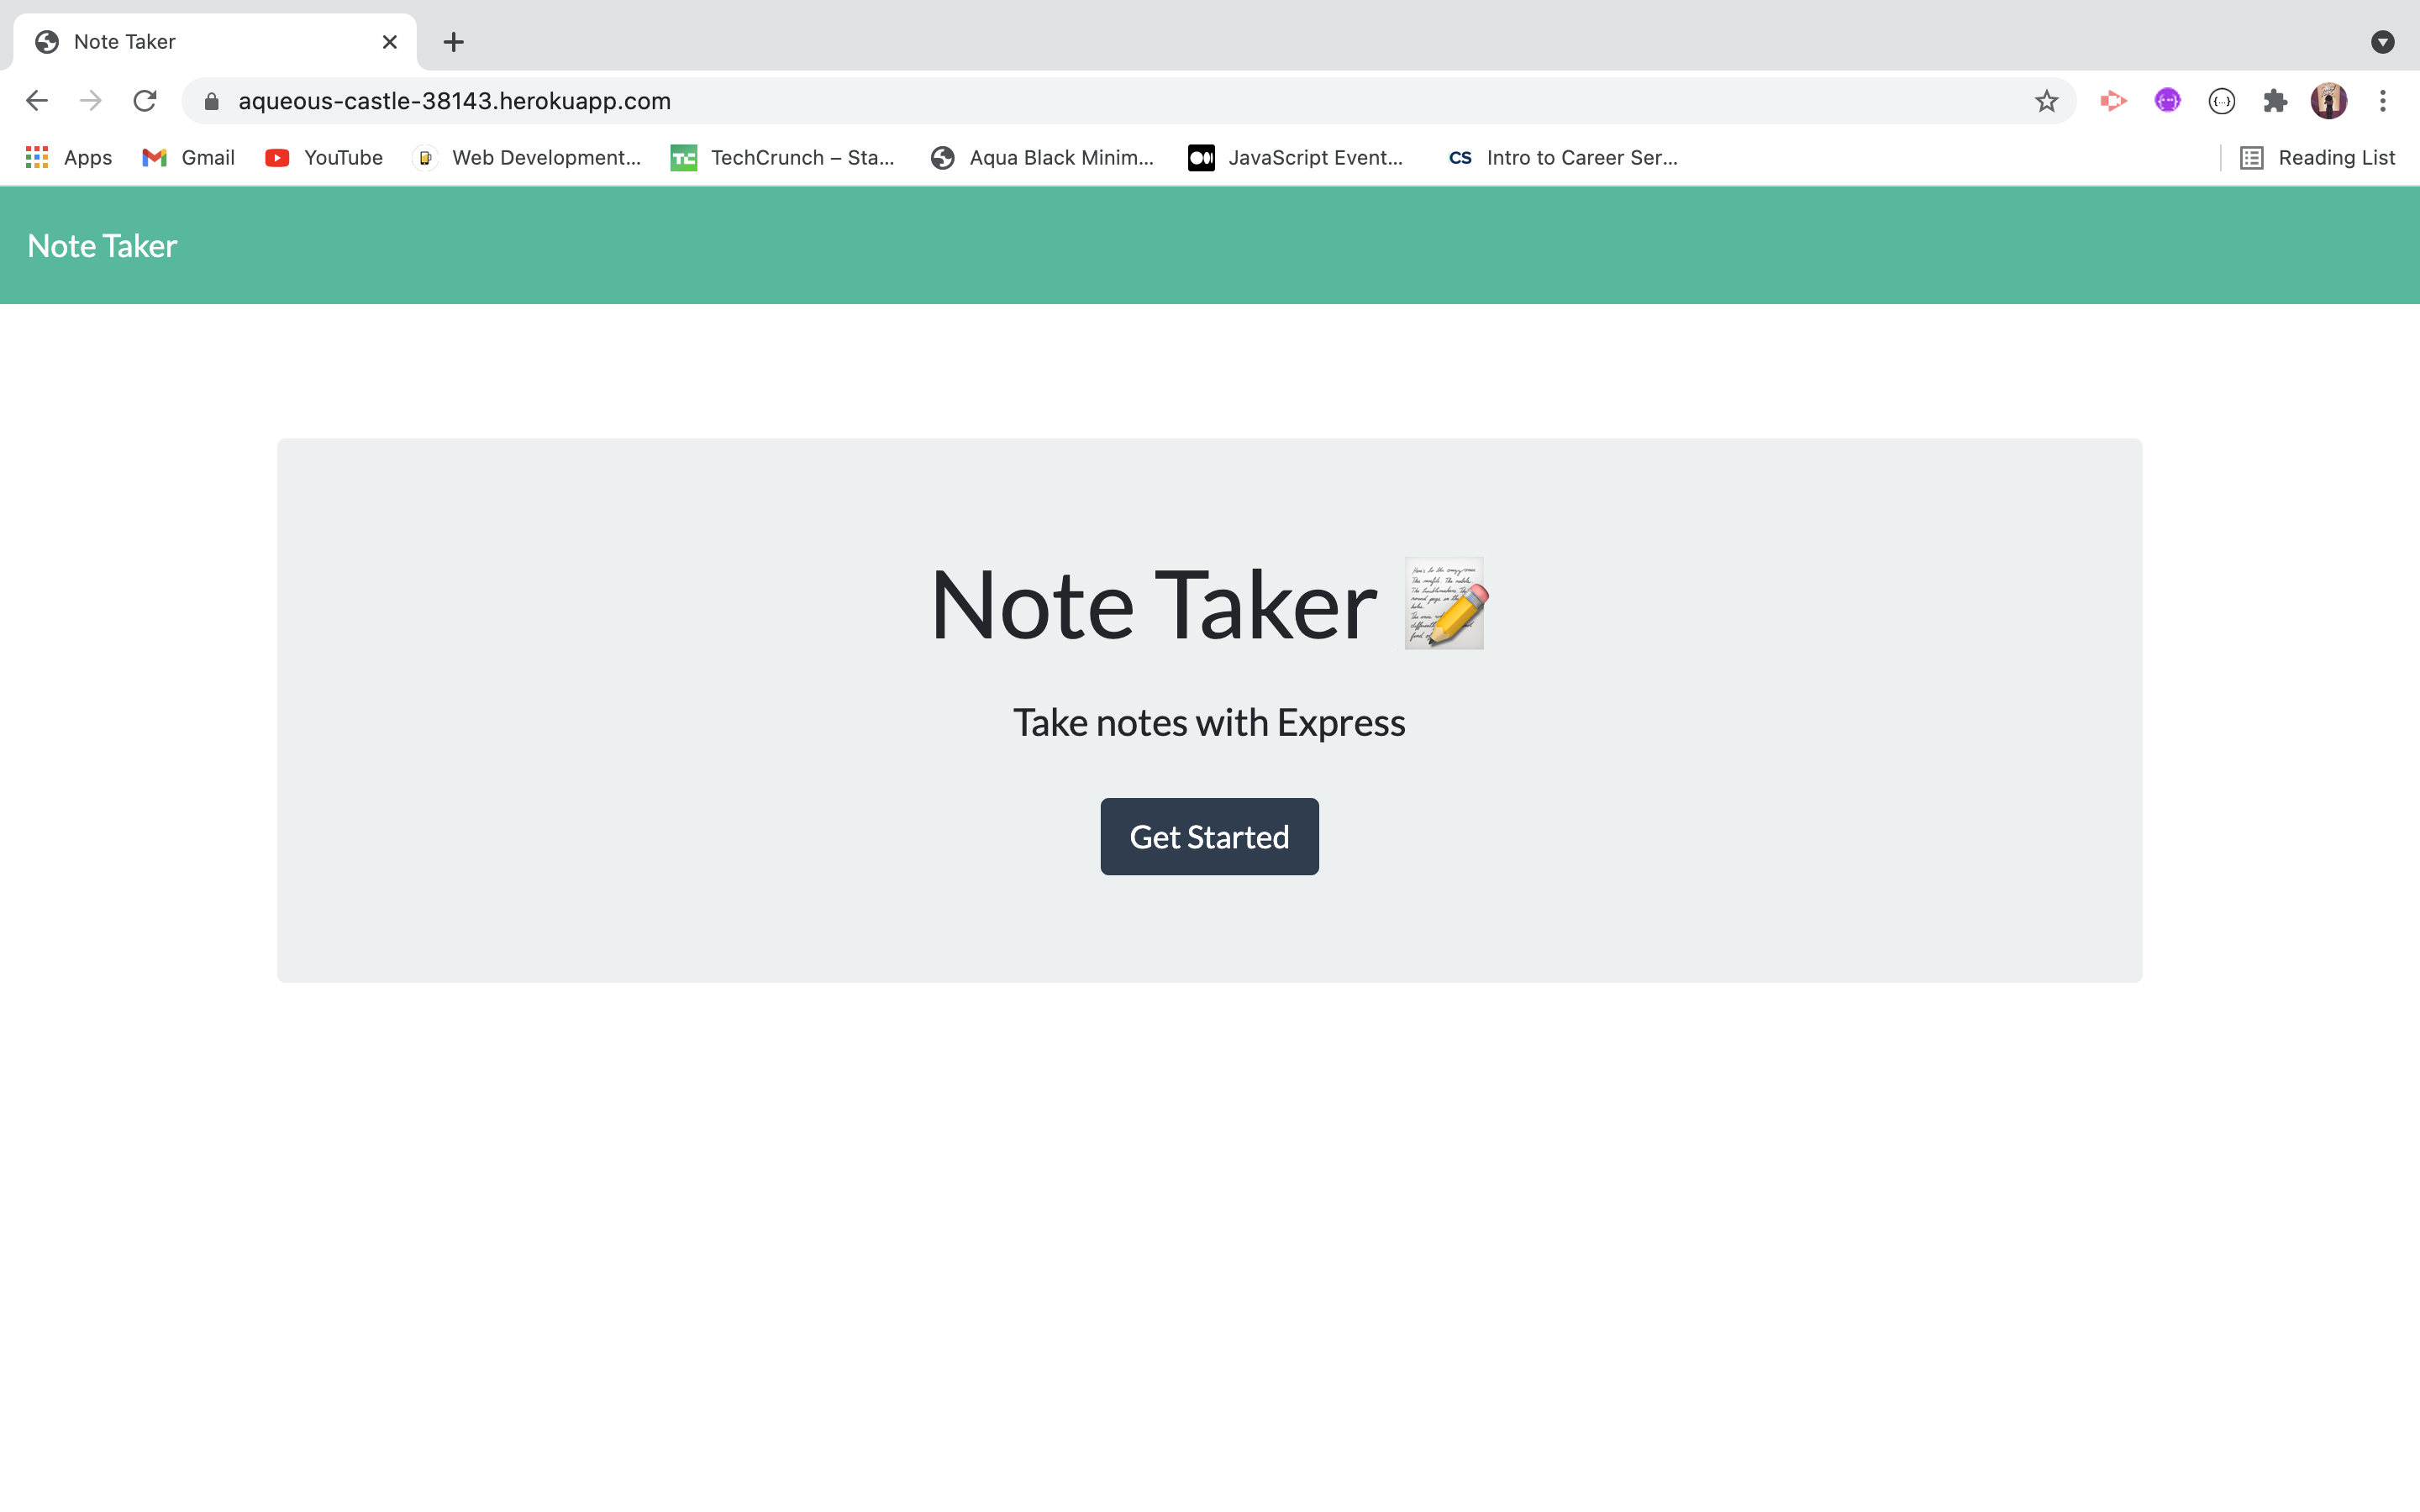 Note Taker
aqueous-castle-38143.herokuapp.com
Apps Gmail YouTube Web Development... TechCrunch – Sta... Aqua Black Minim... JavaScript Event... CS Intro to Career Ser... Reading List
Note Taker
Note Taker
Take notes with Express
Get Started